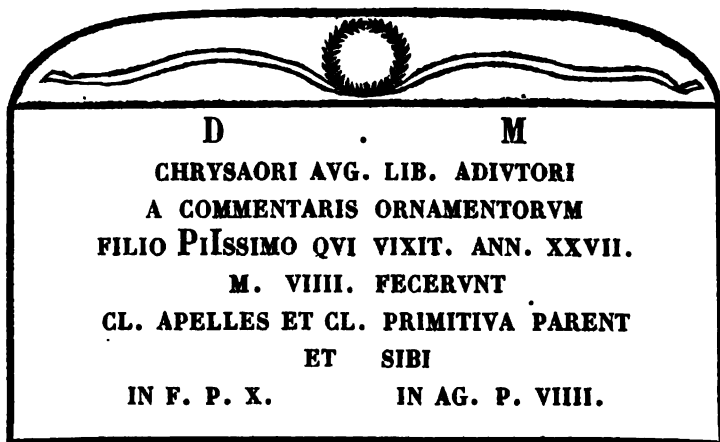 D . M
CHRYSAORI AVG. LIB. ADIVTORI
A COMMENTARIS ORNAMENTORVM
FILIO PIISSIMO QVI VIXIT. ANN. XXVII.
M. VIIII. FECERVNT
CL. APELLES ET CL. PRIMITIVA PARENT
ET SIBI
IN F. P. X. IN AG. P. VIIII.